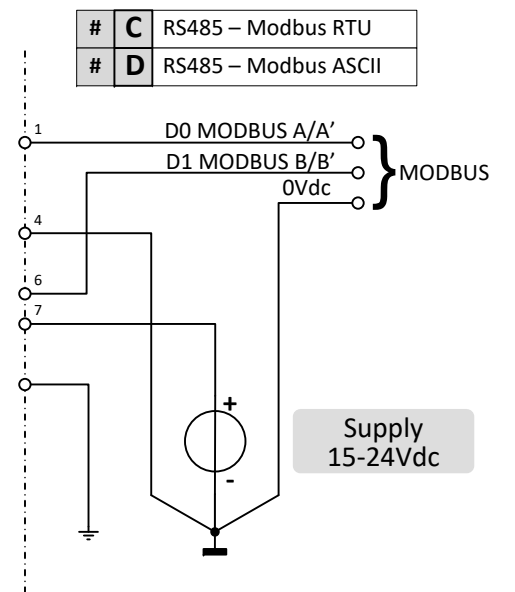 # C RS485 – Modbus RTU
# D RS485 – Modbus ASCII
1 D0 MODBUS A/A’
D1 MODBUS B/B’
MODBUS
0Vdc
4
6
7
+
Supply
15-24Vdc
-